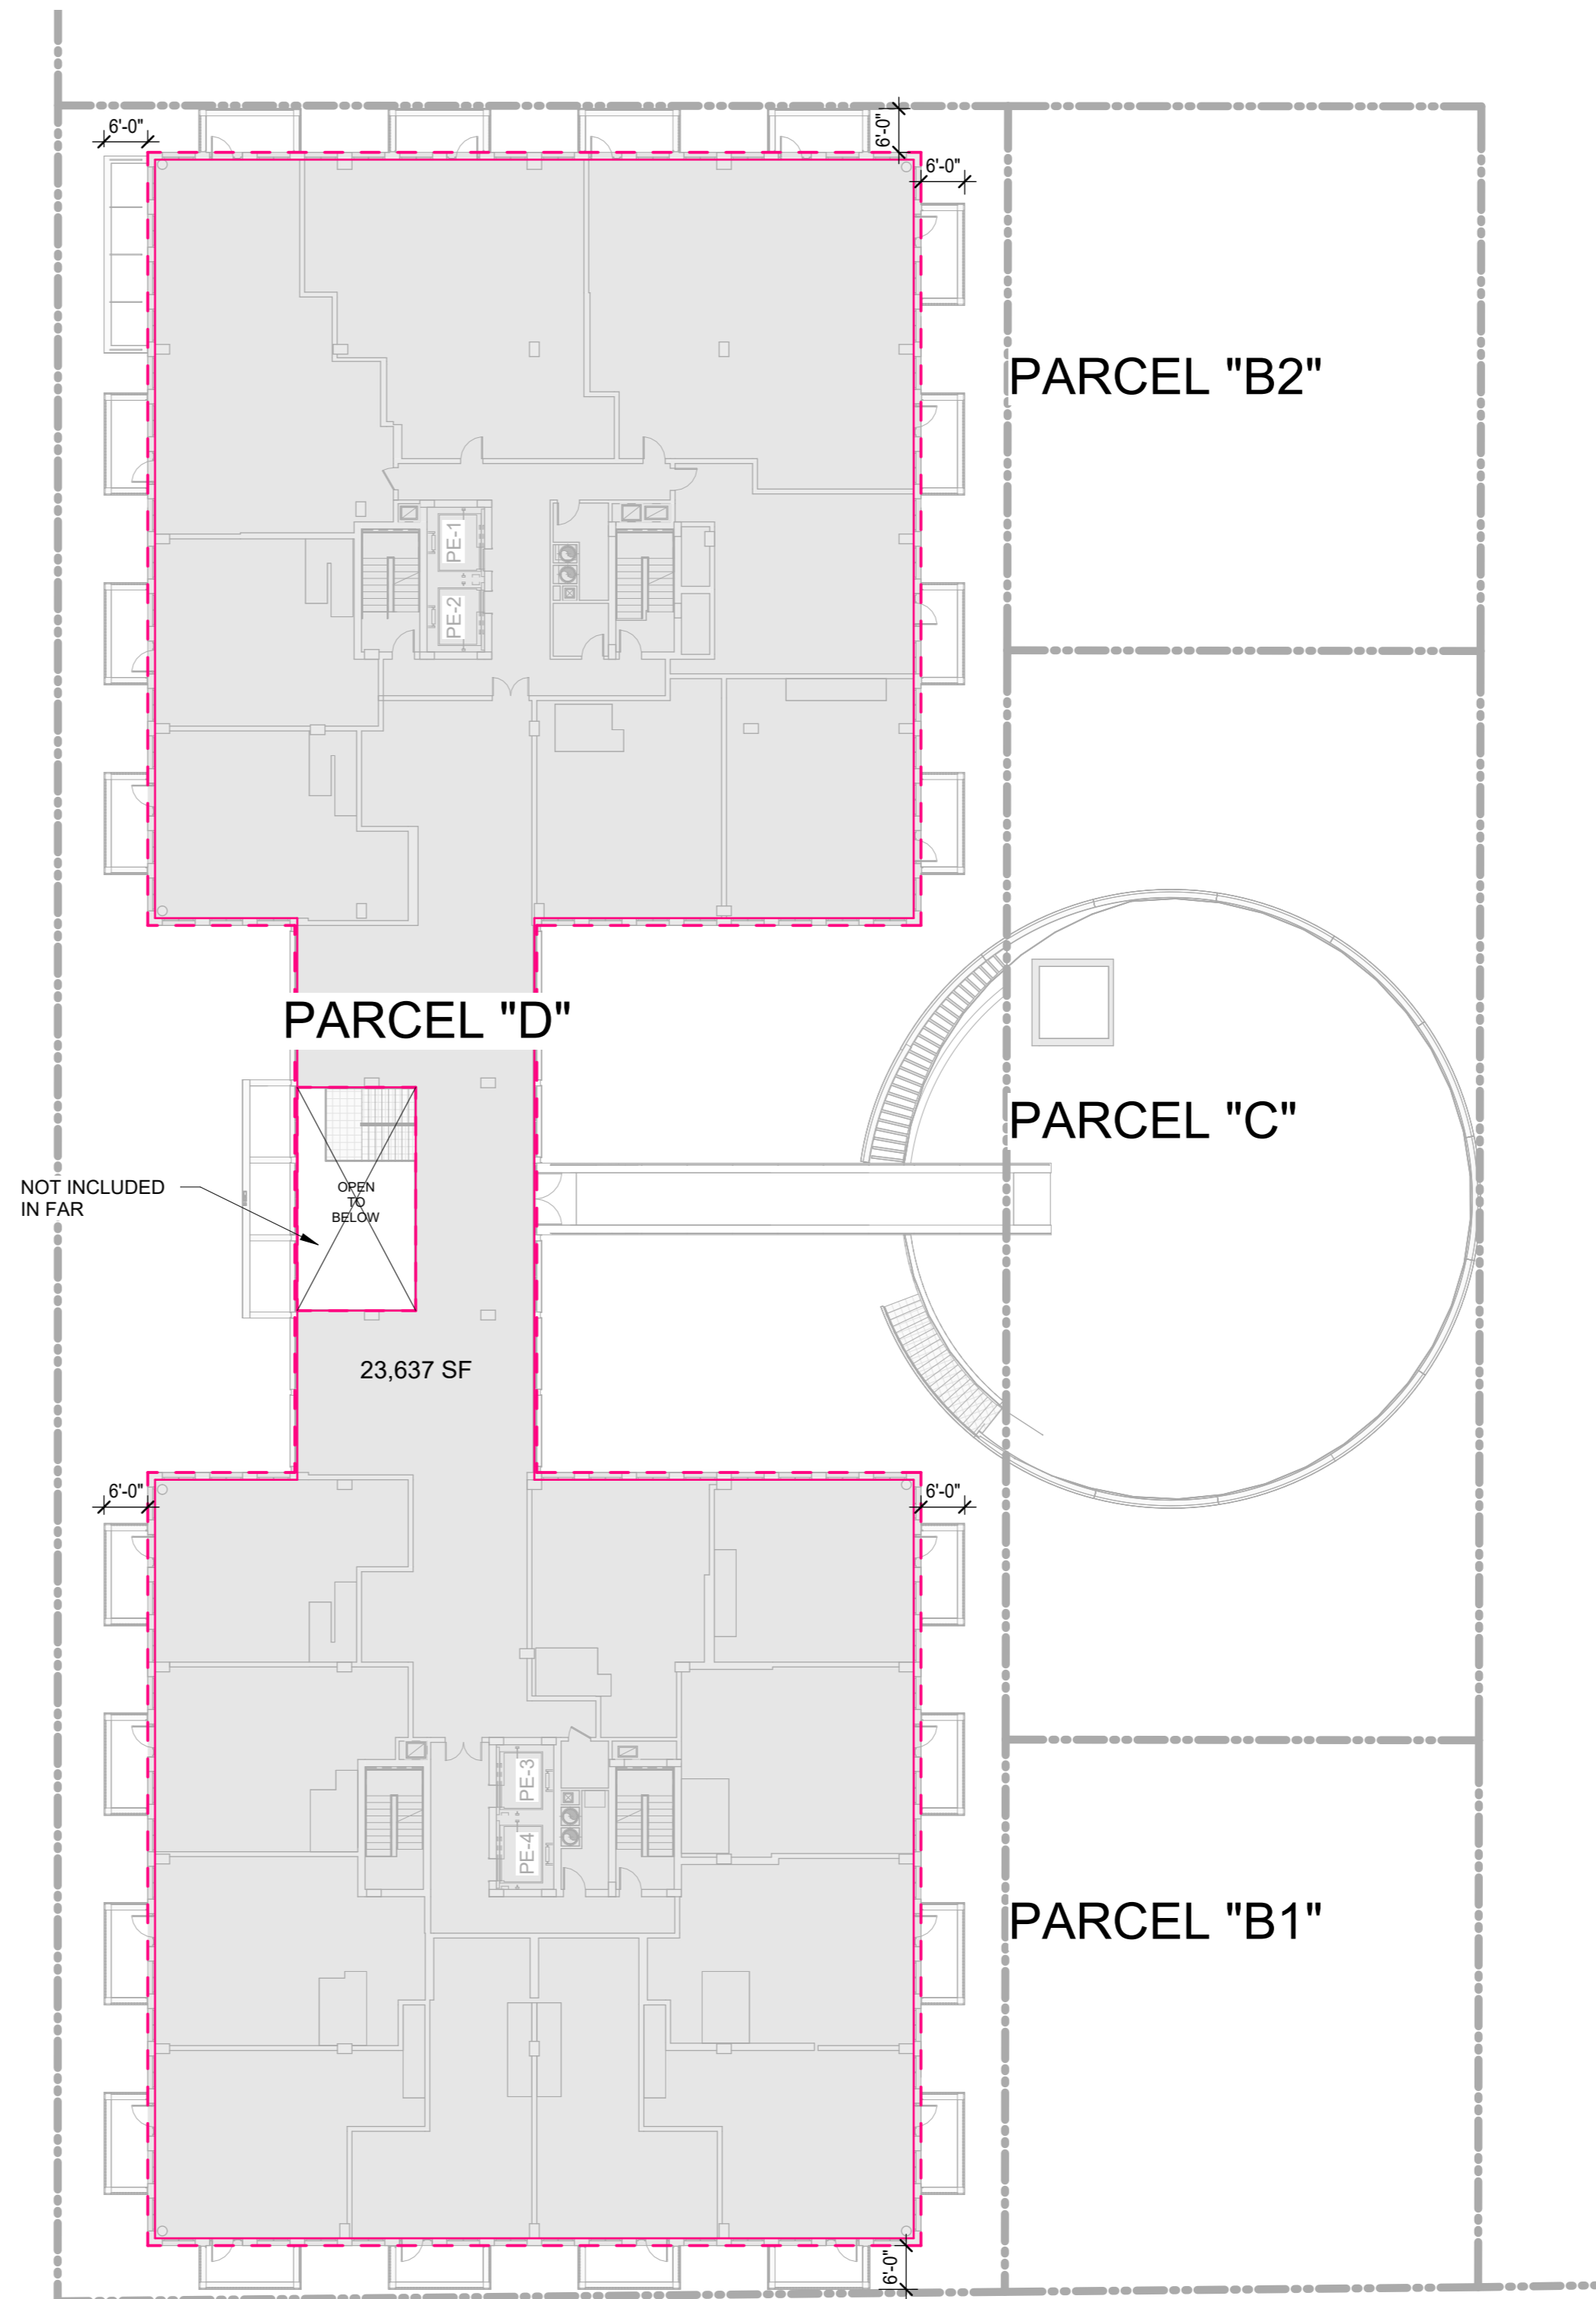 6'-0"
6'-0"
6'-0"
PARCEL "B2"
PE-1
PE-2
PARCEL "D"
PARCEL "C"
NOT INCLUDED
IN FAR
OPEN
TO
BELOW
23,637 SF
6'-0"
6'-0"
PE-3
PE-4
PARCEL "B1"
6'-0"